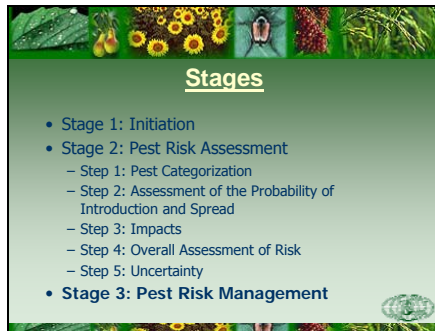 Stages
• Stage 1: Initiation
• Stage 2: Pest Risk Assessment
– Step 1: Pest Categorization
– Step 2: Assessment of the Probability of
Introduction and Spread
– Step 3: Impacts
– Step 4: Overall Assessment of Risk
– Step 5: Uncertainty
• Stage 3: Pest Risk Management